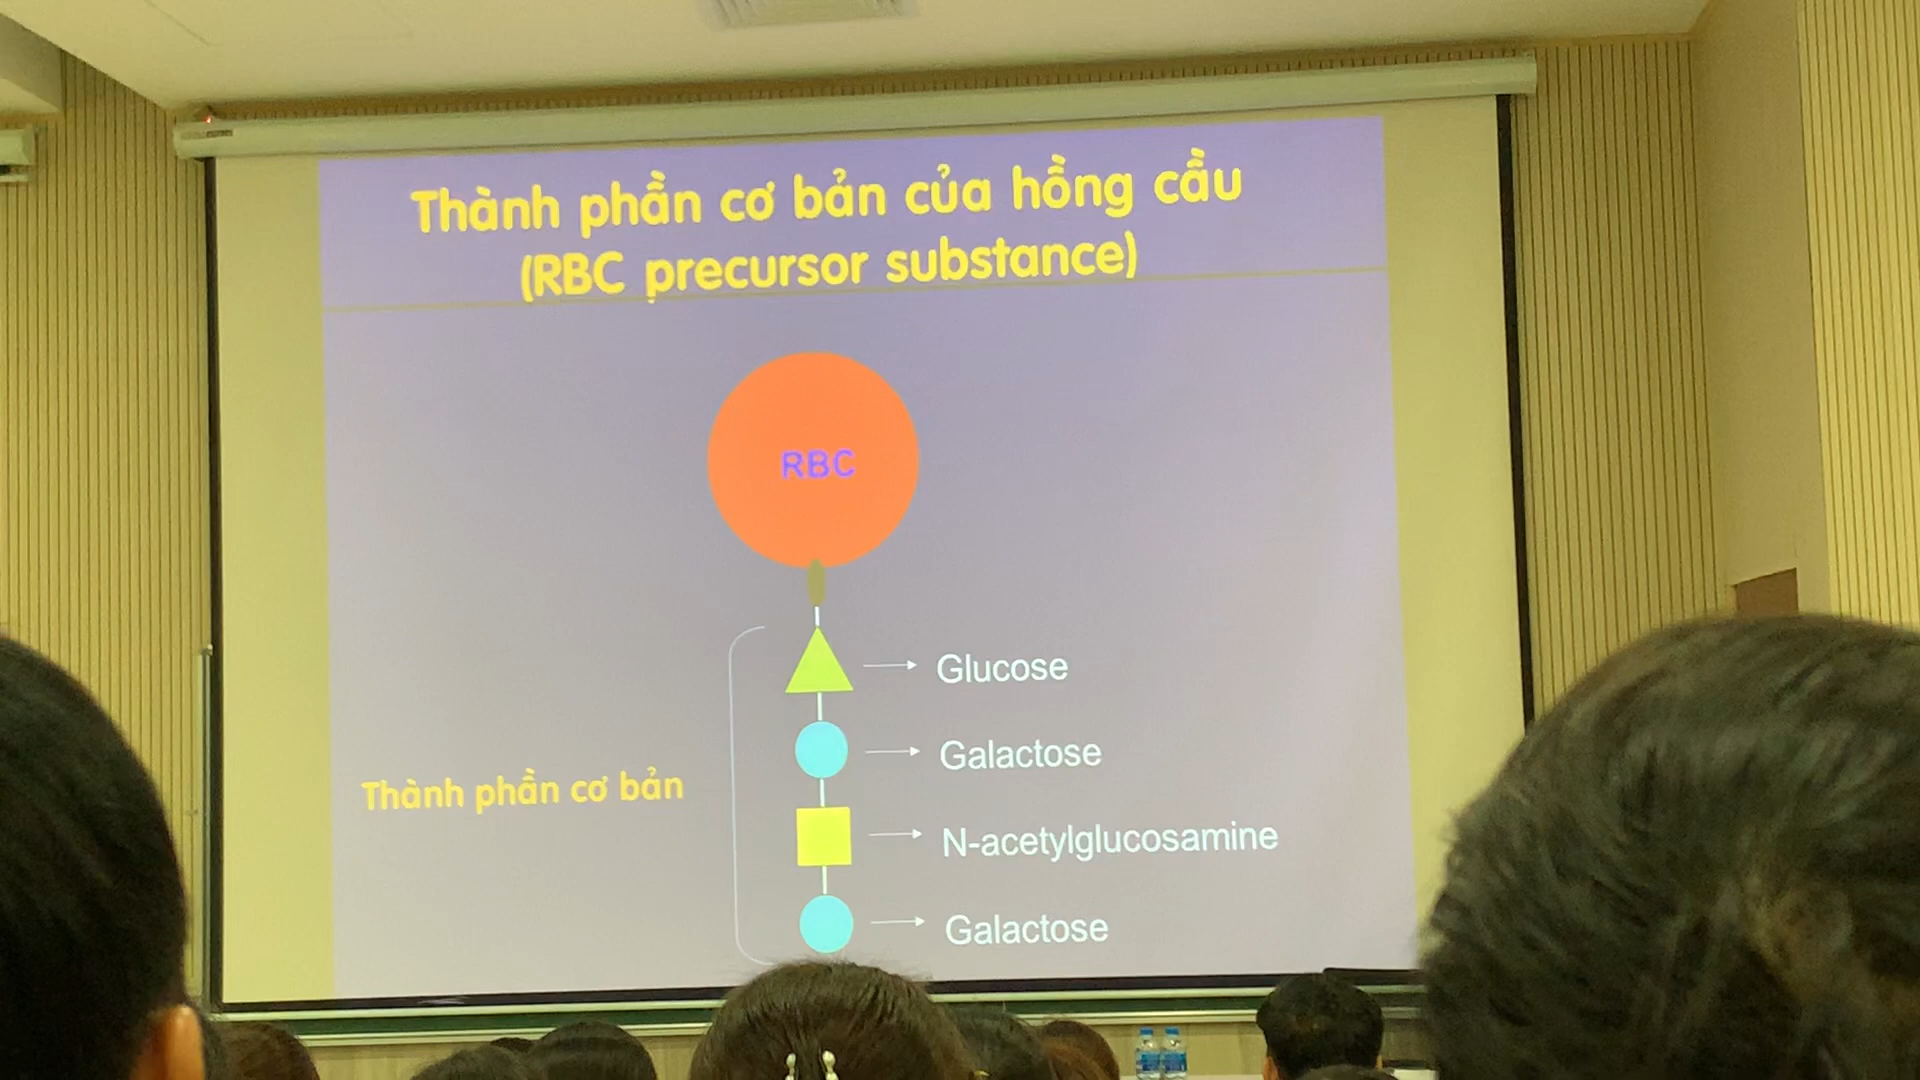 Thành phần cơ bản của hồng cầu
(RBC precursor substance)
RBC
Glucose
Galactose
Thành phần cơ bản
N-acetylglucosamine
Galactose